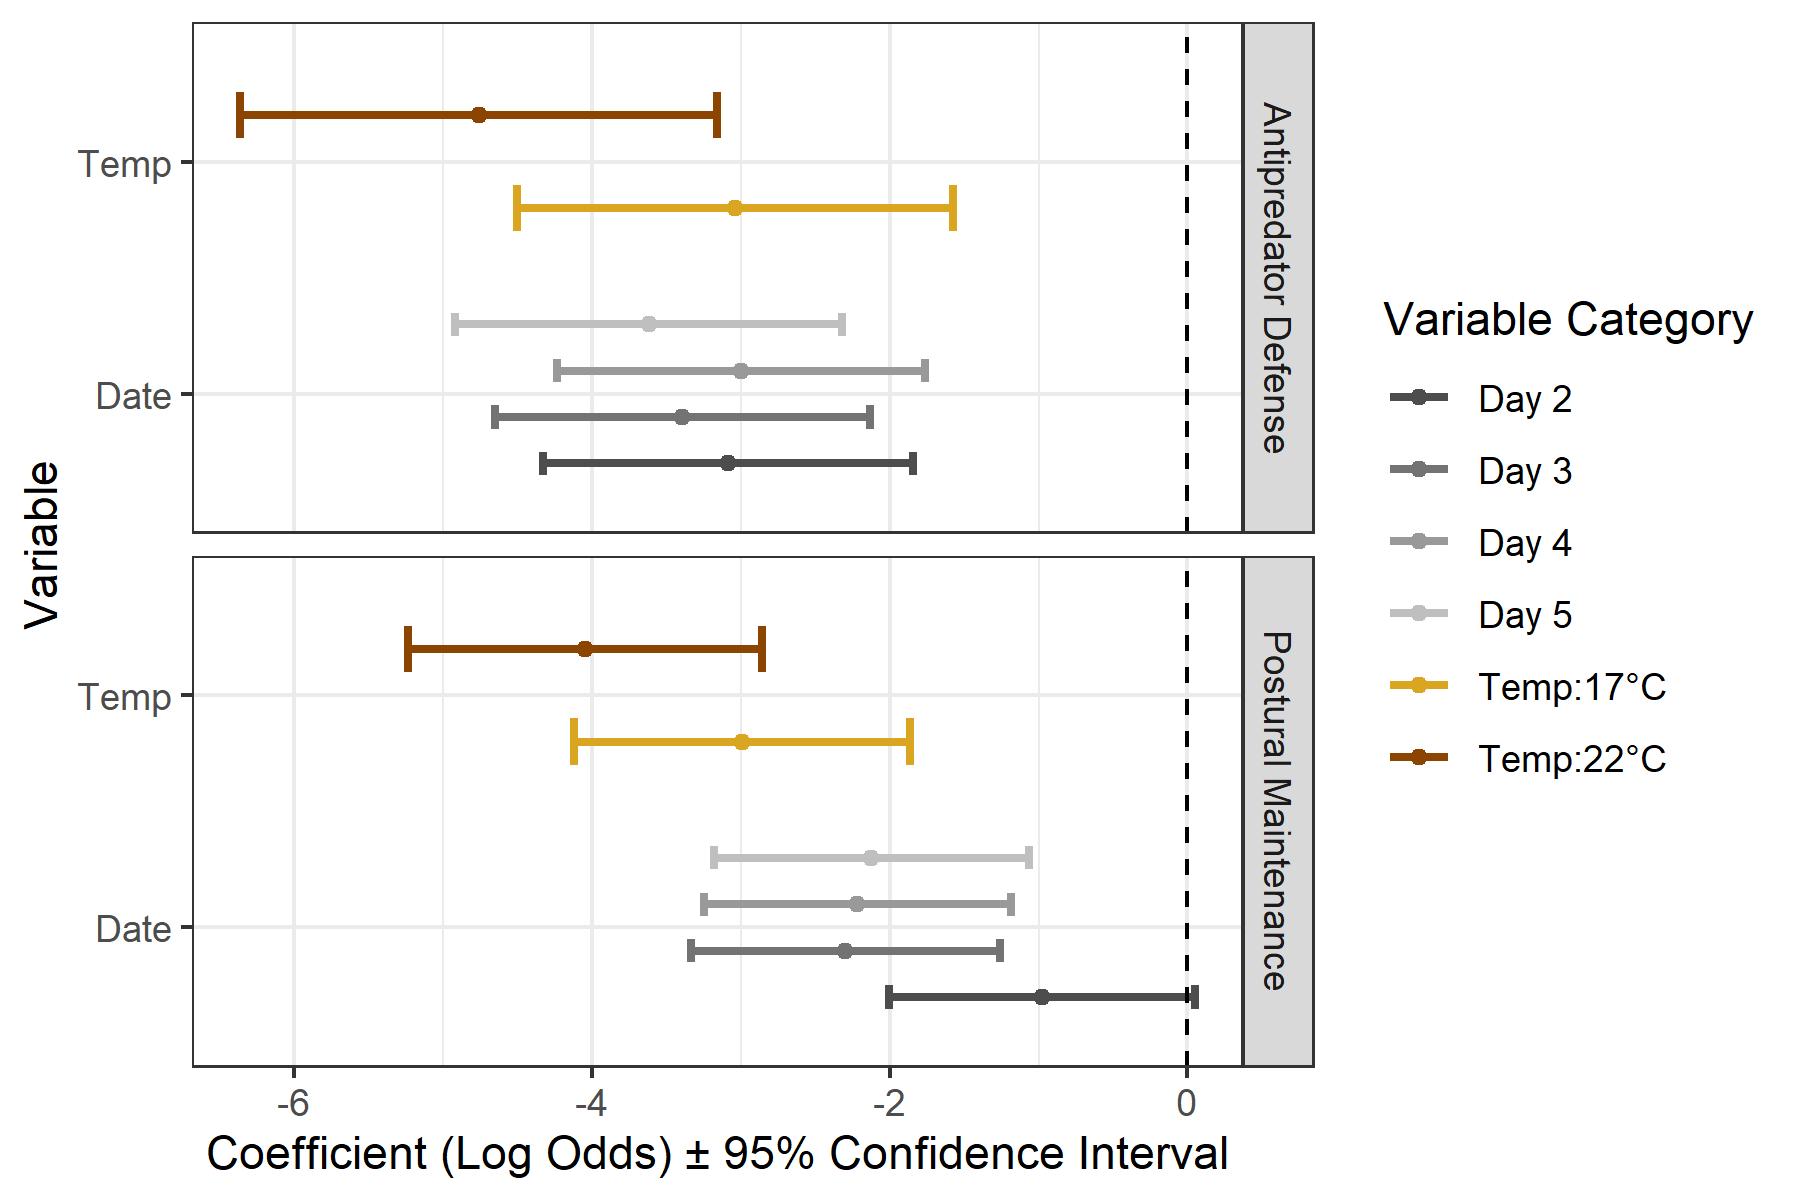 Variable
Temp
Date
Antipredator Defense
Temp
Date
Postural Maintenance
-6
-4
-2
0
Coefficient (Log Odds) ± 95% Confidence Interval
Variable Category
Day 2
Day 3
Day 4
Day 5
Temp:17°C
Temp:22°C